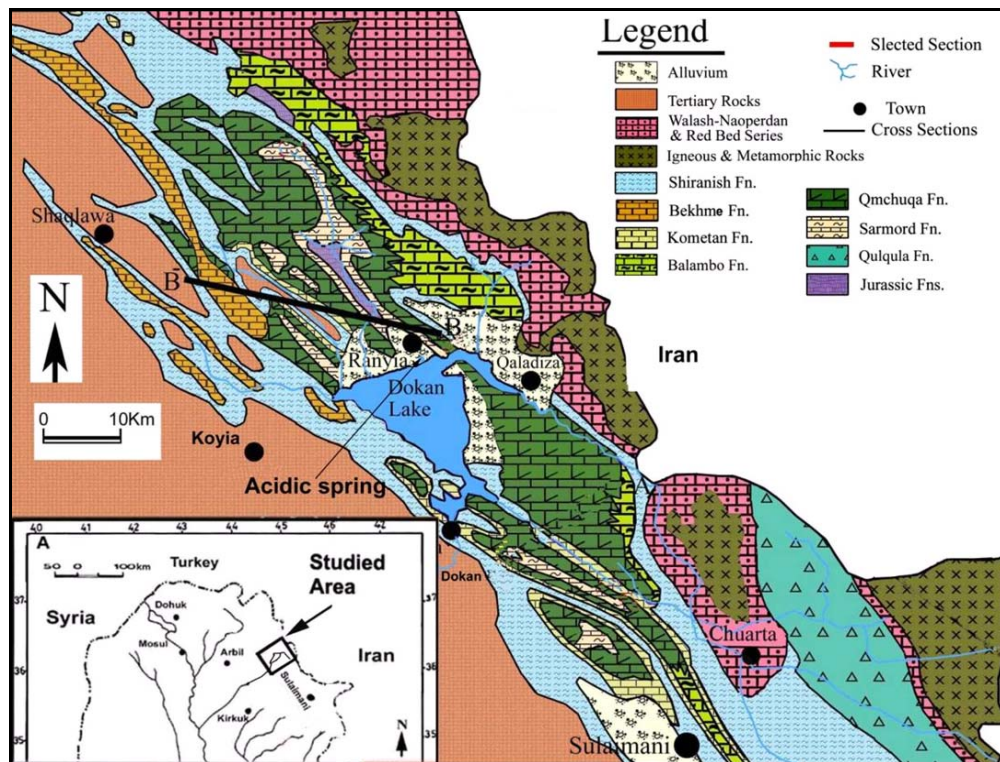 Legend
Alluvium
Tertiary Rocks
Walash-Naoperdan
& Red Bed Series
Igneous & Metamorphic Rocks
Shiranish Fn.
Bekhme Fn.
Kometan Fn.
Balambo Fn.
Slected Section
River
Town
Cross Sections
Qmchuqa Fn.
Sarmord Fn.
Qulqula Fn.
Jurassic Fns.
Shaqlawa
N
B
B
Ranyia
Qaladiza
Iran
Dokan
Lake
0 10Km
Koyia
Acidic spring
Dokan
Chuarta
Sulaimani
A
40 41 42 43 44 45 42
50 0 100km
Turkey
Studied
Area
Syria
37
37
Dohuk
Mosul
Arbil
Iran
36
36
Sulaimani
Kirkuk
35
35
N